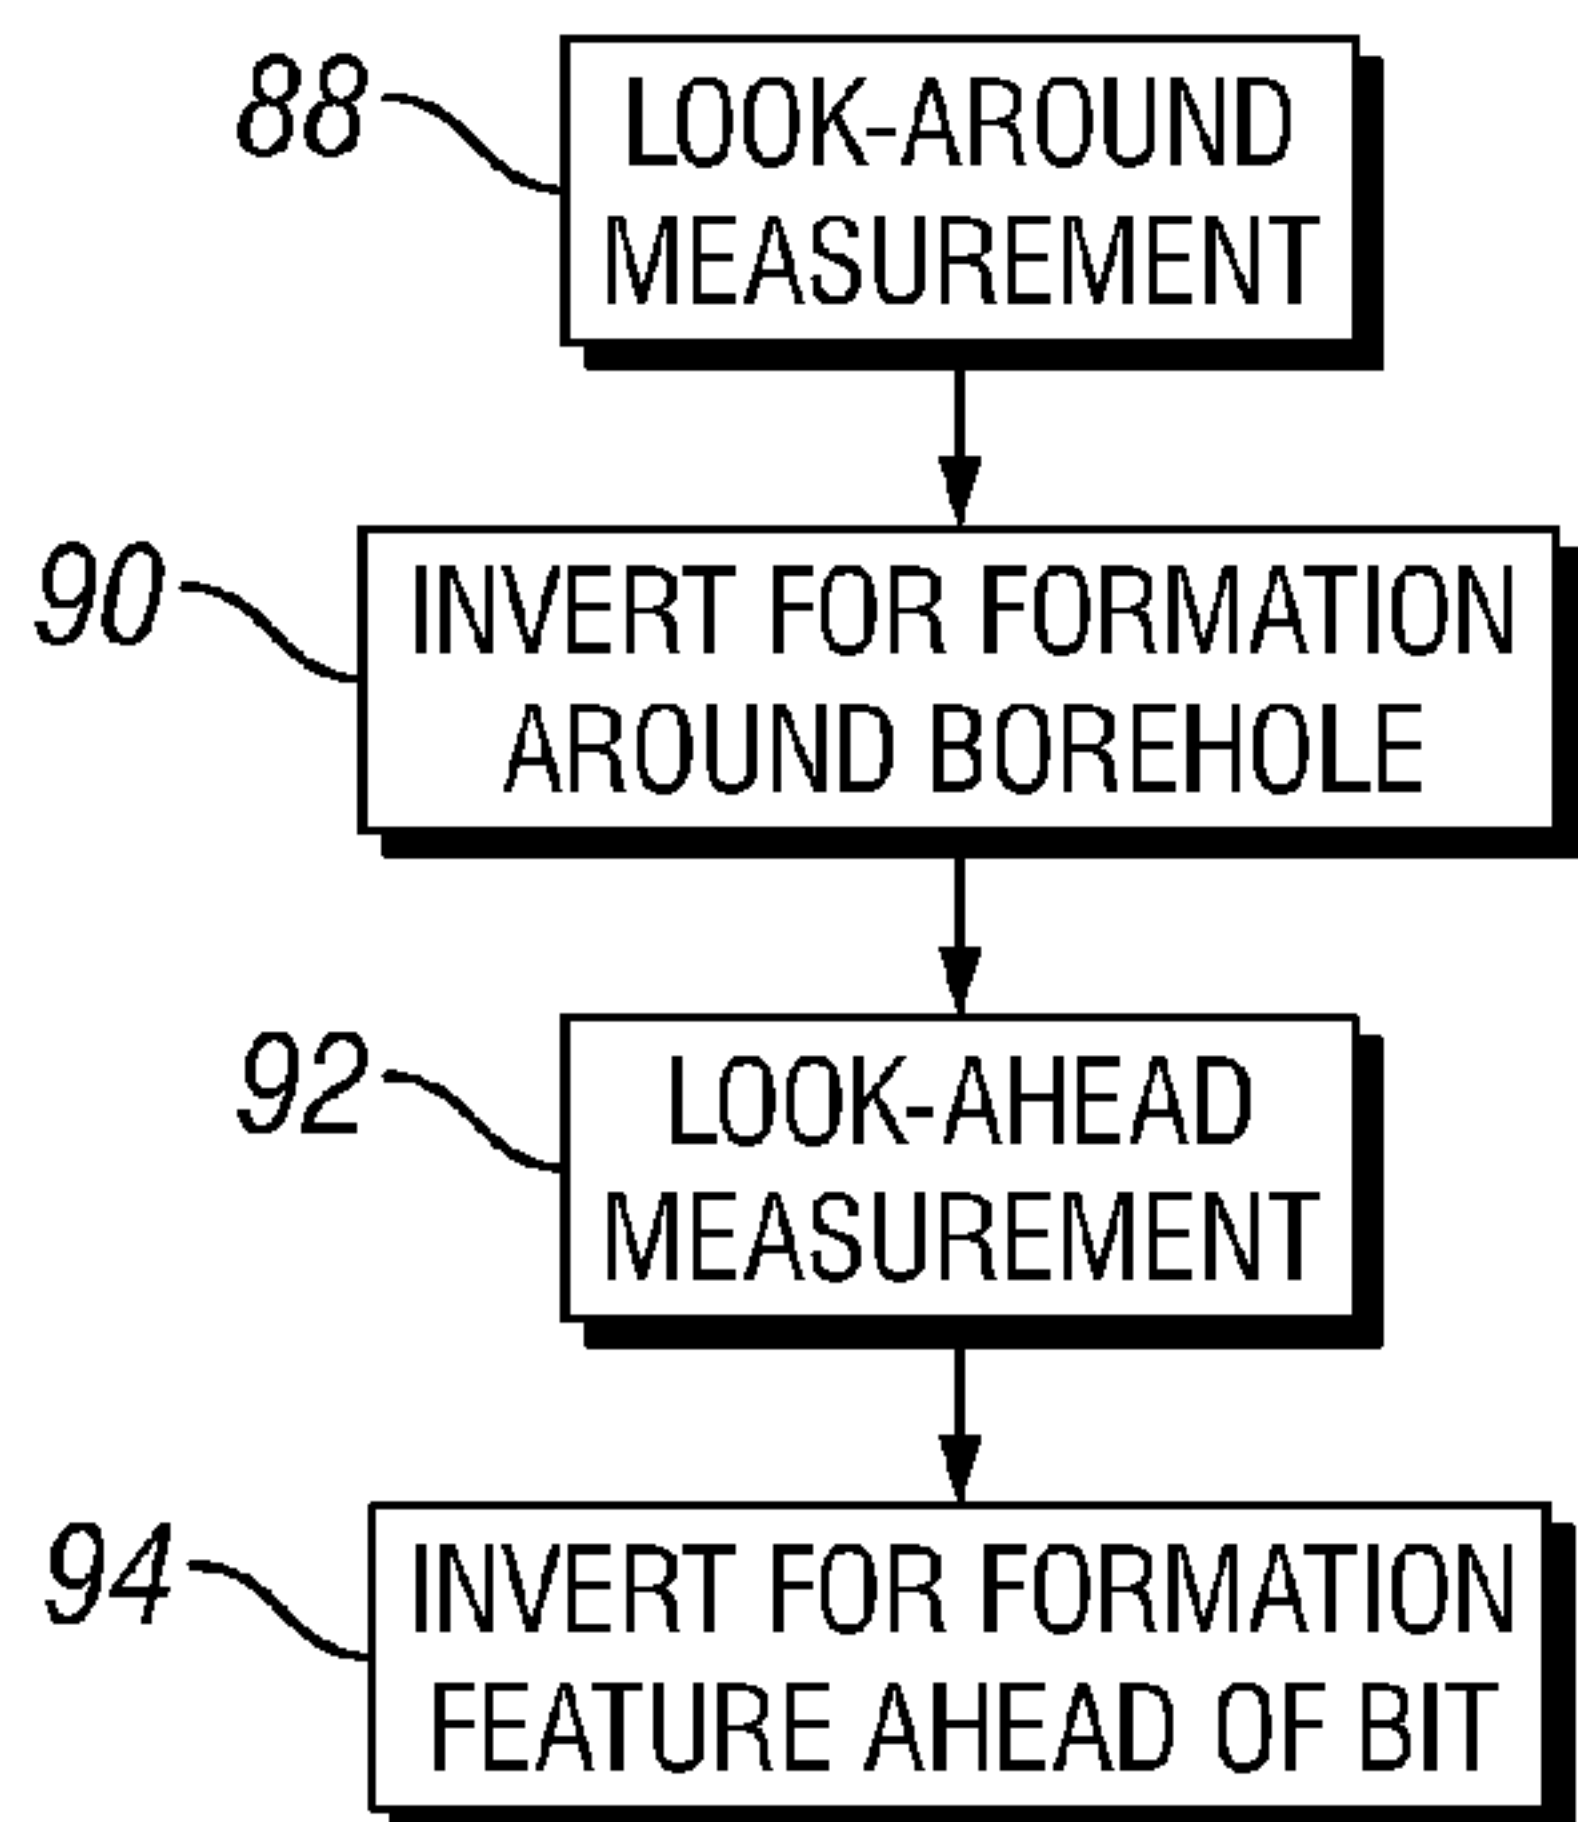 88
LOOK-AROUND
MEASUREMENT
90
INVERT FOR FORMATION
AROUND BOREHOLE
92
LOOK-AHEAD
MEASUREMENT
94
INVERT FOR FORMATION
FEATURE AHEAD OF BIT